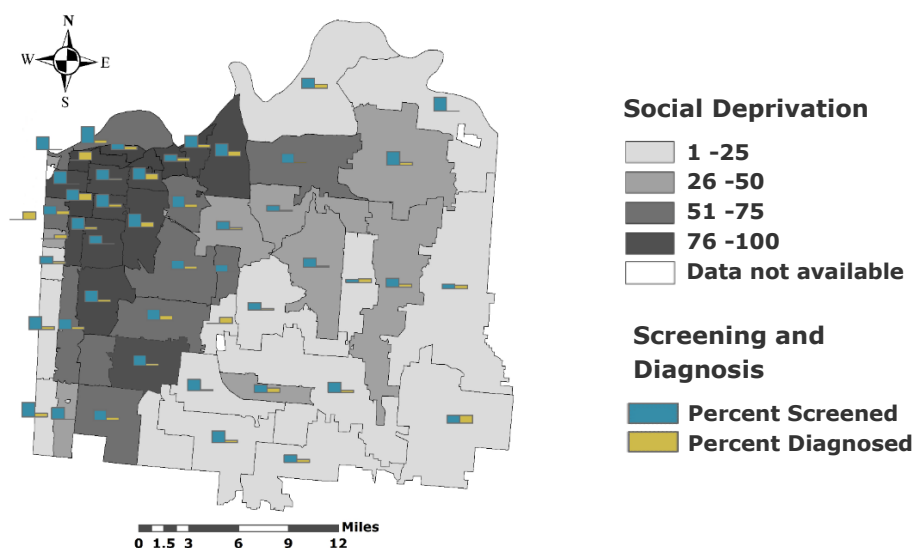 N
W
E
S
Social Deprivation
1 -25
26 -50
51 -75
76 -100
Data not available
Screening and
Diagnosis
Percent Screened
Percent Diagnosed
Miles
0 1.5 3 6 9 12